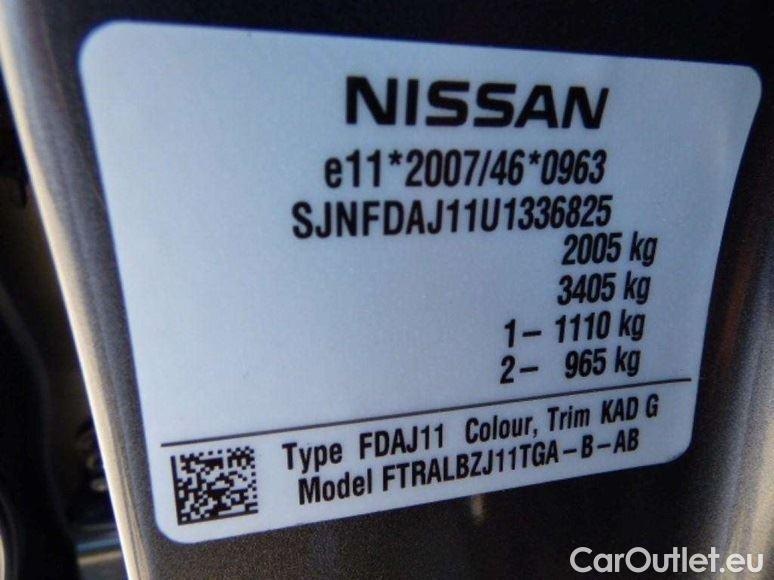 NISSAN
e11*2007/46*0963
SJNFDAJ11U1336825
2005 kg
3405 kg
1– 1110 kg
2– 965 kg
Type FDAJ11 Colour, Trim KAD G
Model FTRALBZJ11TGA–B–AB
CarOutlet.eu